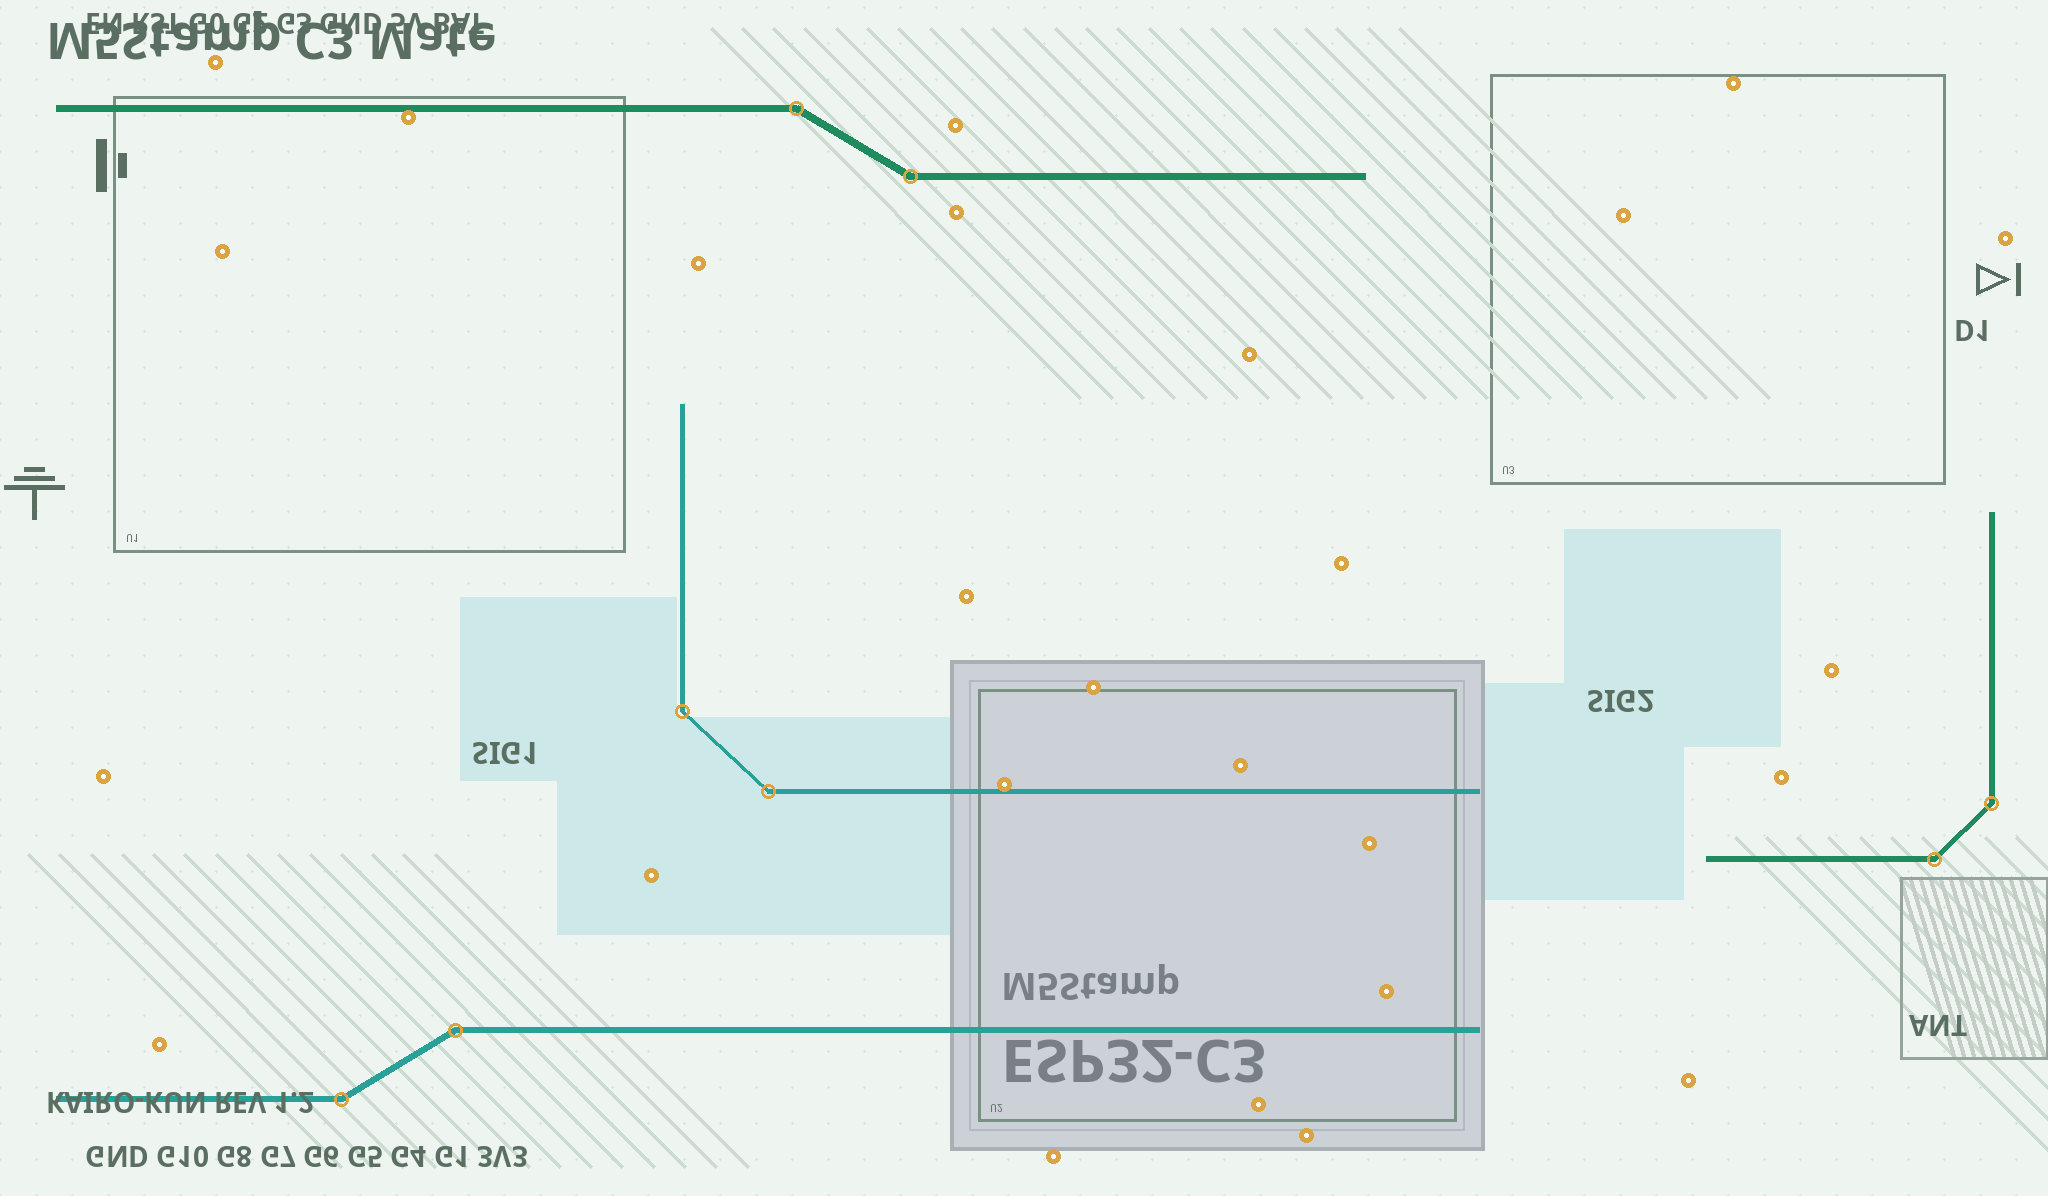 EN RST G0 G3 GND 5V BAT
M5Stamp C3 Mate
D1
U3
U1
SIG2
SIG1
M5Stamp
ANT
ESP32-C3
KAIRO-KUN REV 1.2
U2
GND G10 G8 G7 G6 G5 G4 G1 3V3